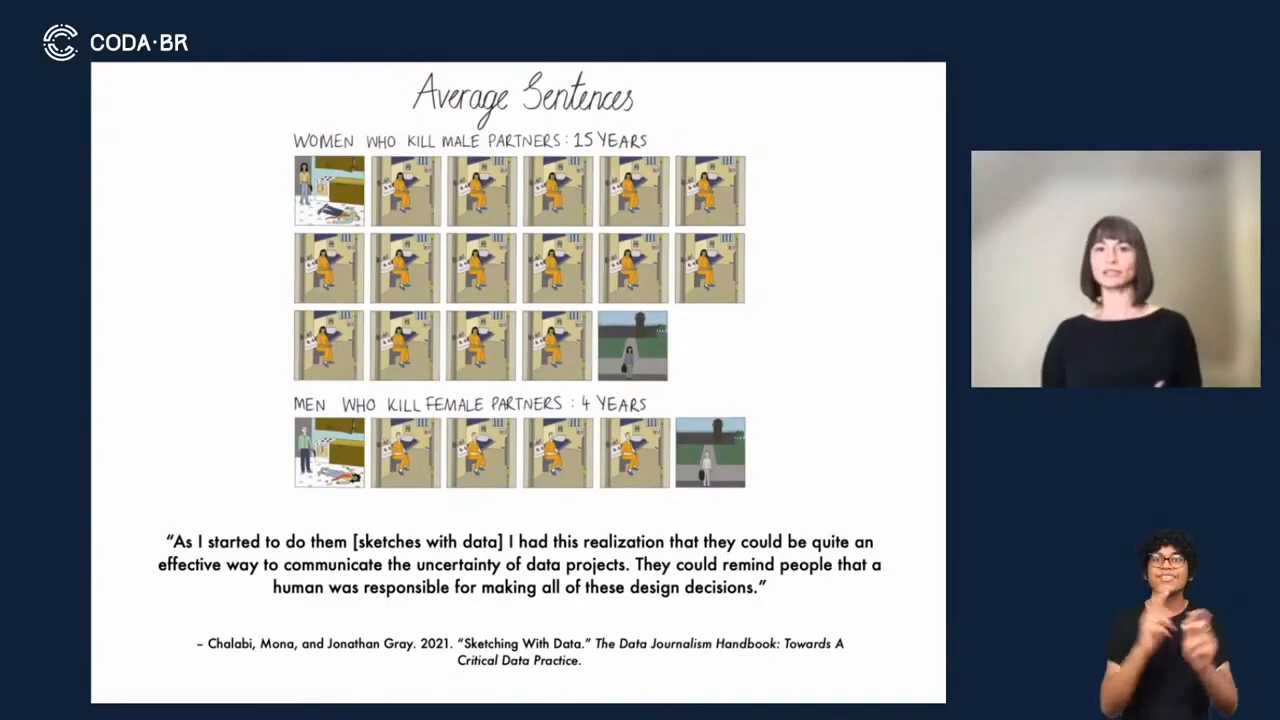 CODA·BR
Average Sentences
WOMEN WHO KILL MALE PARTNERS: 15 YEARS
MEN WHO KILL FEMALE PARTNERS : 4 YEARS
“As I started to do them [sketches with data] I had this realization that they could be quite an
effective way to communicate the uncertainty of data projects. They could remind people that a
human was responsible for making all of these design decisions.”
– Chalabi, Mona, and Jonathan Gray. 2021. “Sketching With Data.” The Data Journalism Handbook: Towards A
Critical Data Practice.